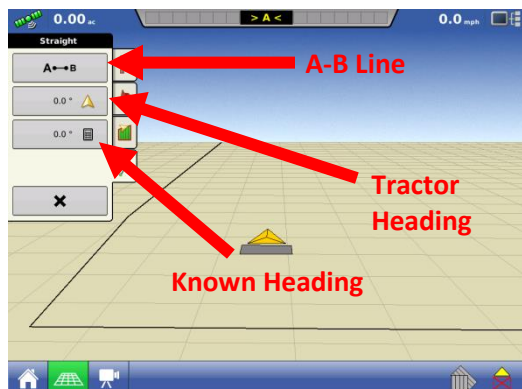 0.00 ac
> A <
0.0 mph
Straight
A•—•B
0.0 °
0.0 °
A-B Line
Tractor
Heading
Known Heading